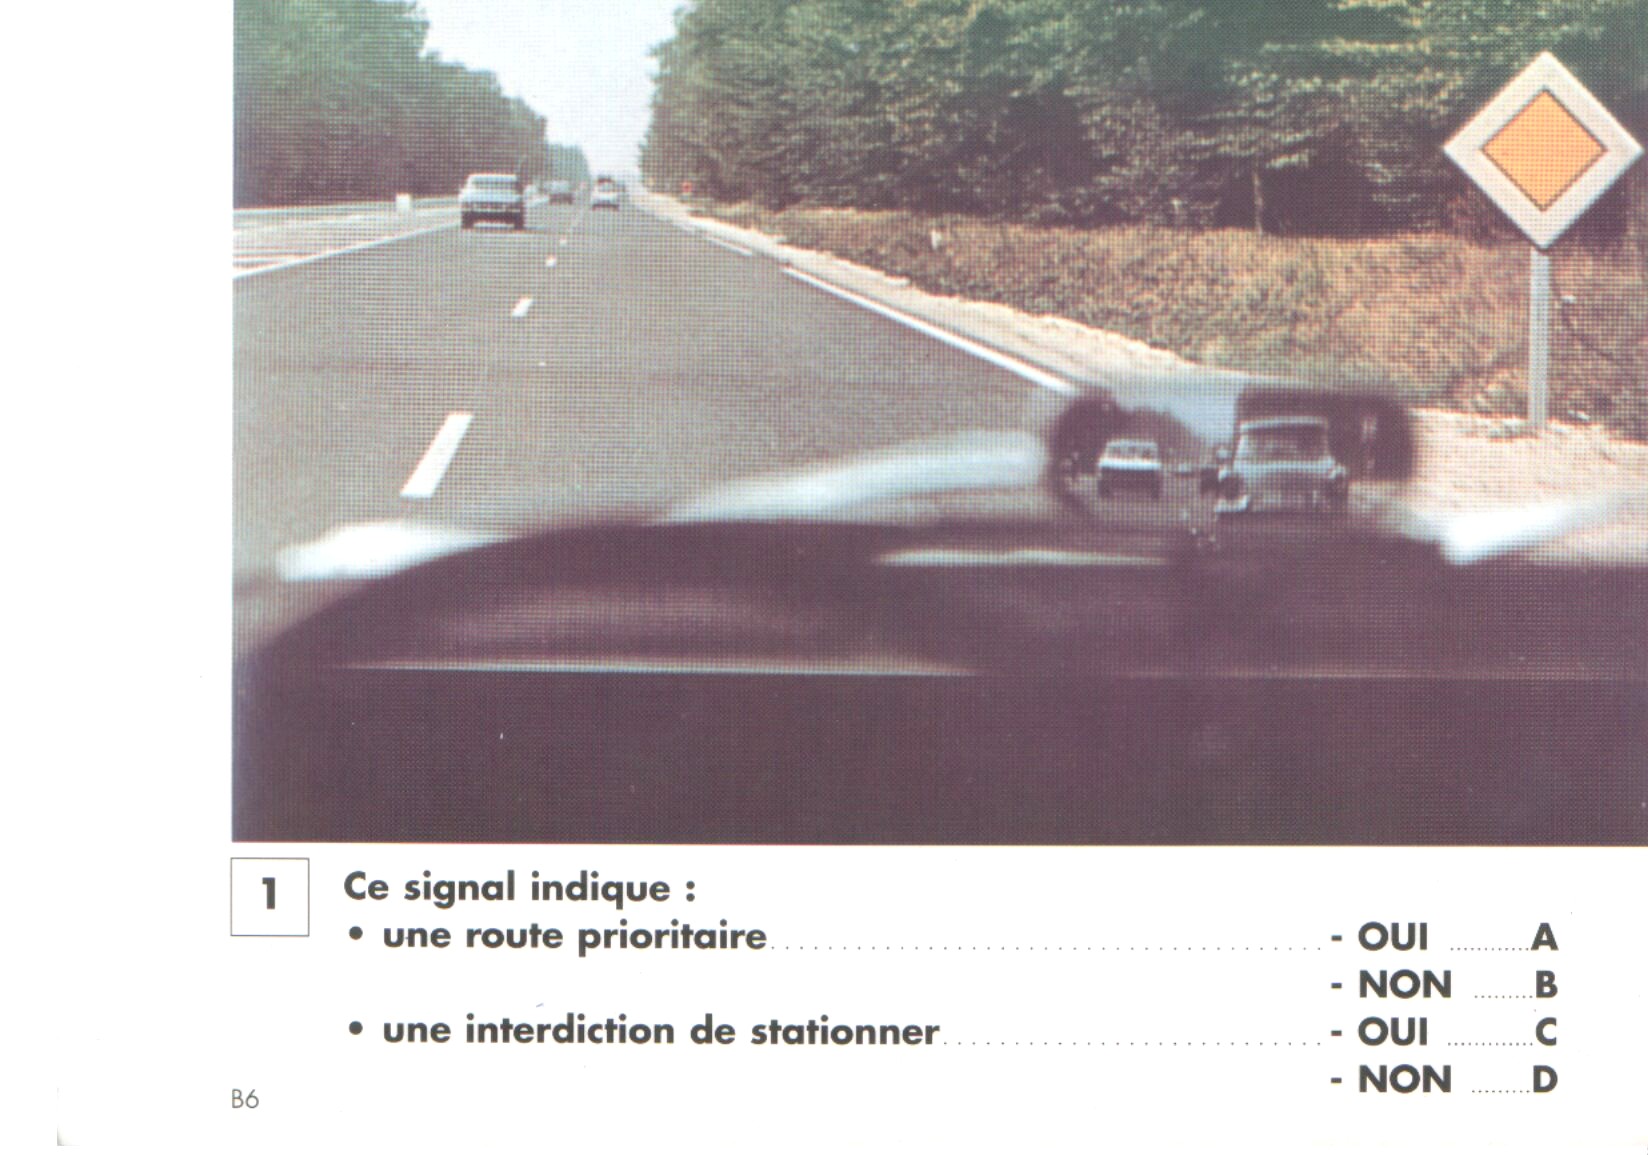 1
Ce signal indique :
• une route prioritaire - OUI A
- NON B
• une interdiction de stationner - OUI C
- NON D
B6